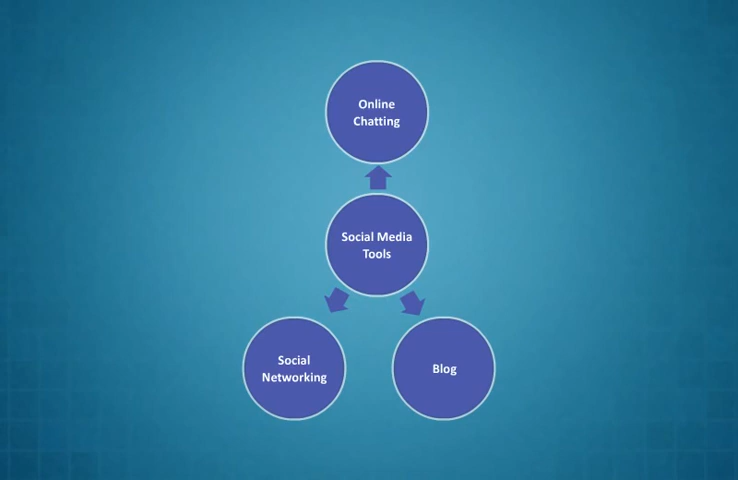 Online
Chatting
Social Media
Tools
Social
Networking
Blog